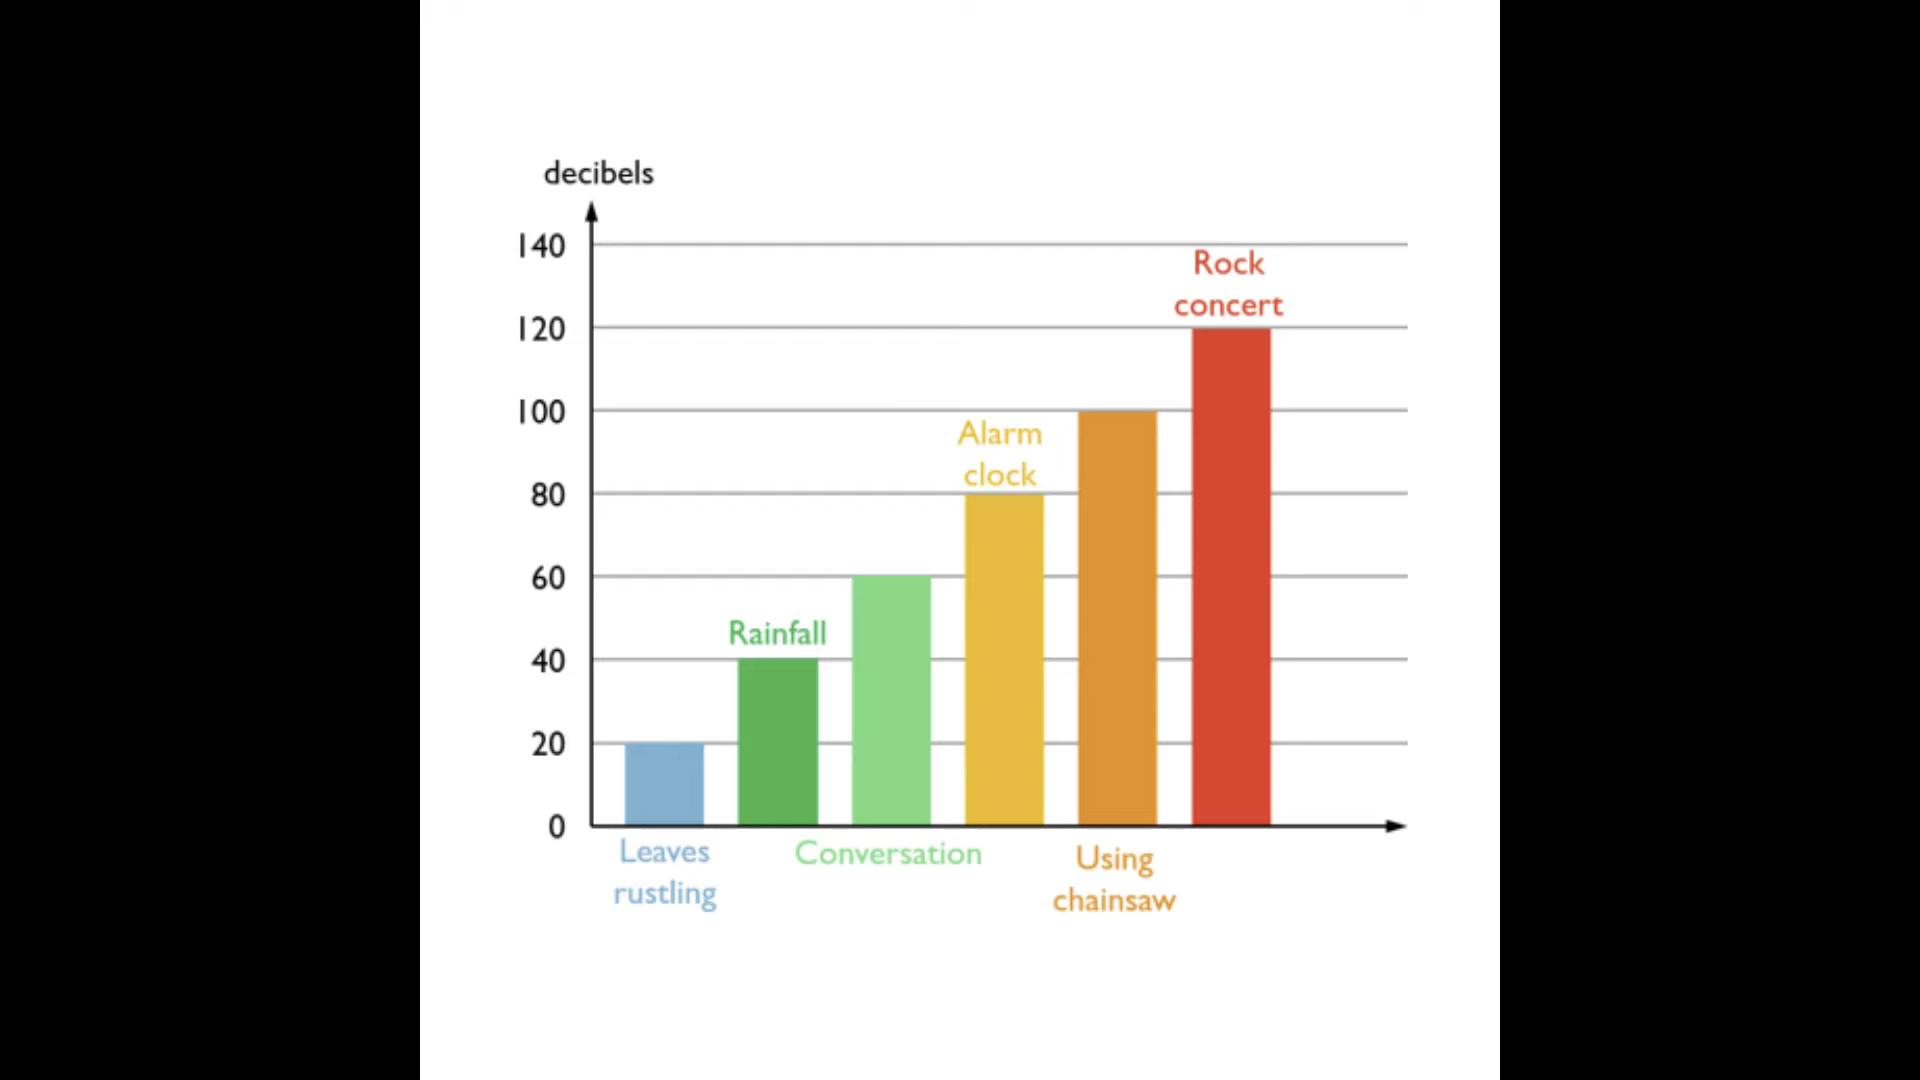 decibels
140
120
100
80
60
40
20
0
Rock
concert
Alarm
clock
Rainfall
Leaves
rustling
Conversation
Using
chainsaw